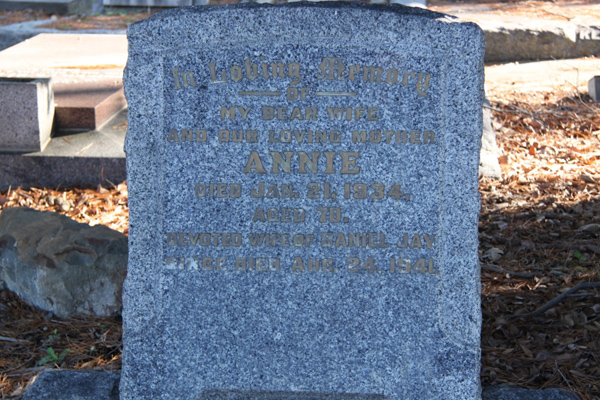 In Loving Memory
OF
MY DEAR WIFE
AND OUR LOVING MOTHER
ANNIE
DIED JAN. 21, 1934.
AGED 70.
DEVOTED WIFE OF DANIEL JAY
DIED AUG. 24, 1941.